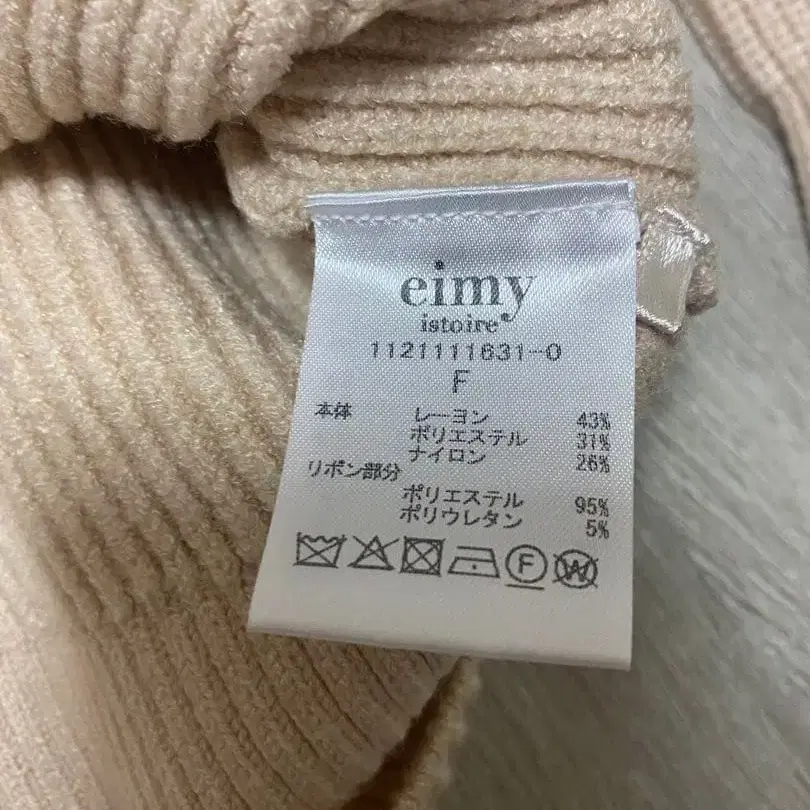 eimy
istoire
1121111631-0
F
本体 レーヨン 43%
ポリエステル 31%
ナイロン 26%
リボン部分
ポリエステル 95%
ポリウレタン 5%
F W